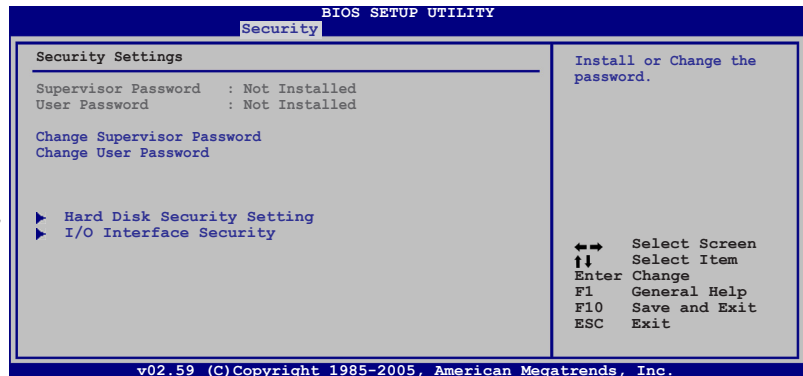 BIOS SETUP UTILITY
Security
Security Settings
Supervisor Password : Not Installed
User Password : Not Installed
Change Supervisor Password
Change User Password
Hard Disk Security Setting
I/O Interface Security
Install or Change the
password.
Select Screen
Select Item
Enter Change
F1 General Help
F10 Save and Exit
ESC Exit
v02.59 (C)Copyright 1985-2005, American Megatrends, Inc.